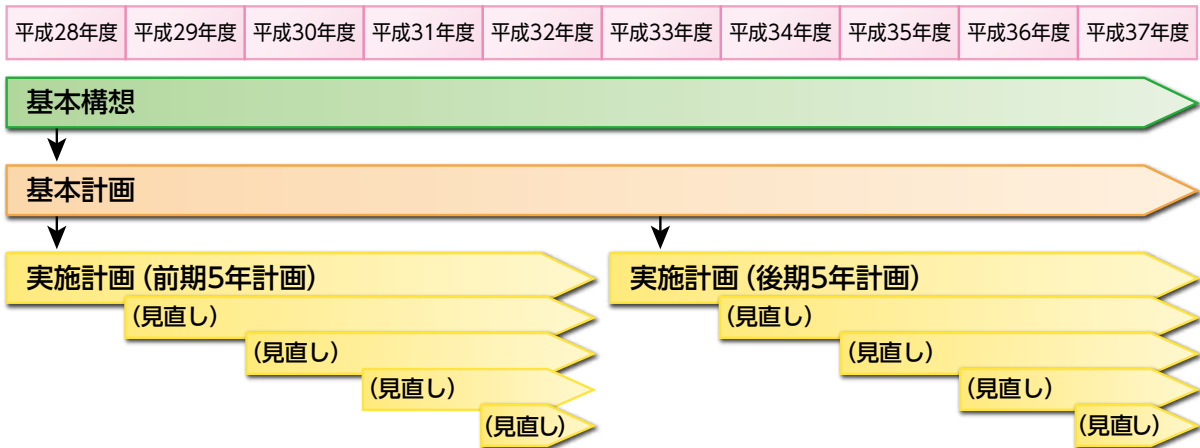 平成28年度 平成29年度 平成30年度 平成31年度 平成32年度 平成33年度 平成34年度 平成35年度 平成36年度 平成37年度
基本構想
基本計画
実施計画（前期5年計画） 実施計画（後期5年計画）
（見直し） （見直し）
（見直し） （見直し）
（見直し） （見直し）
（見直し） （見直し）